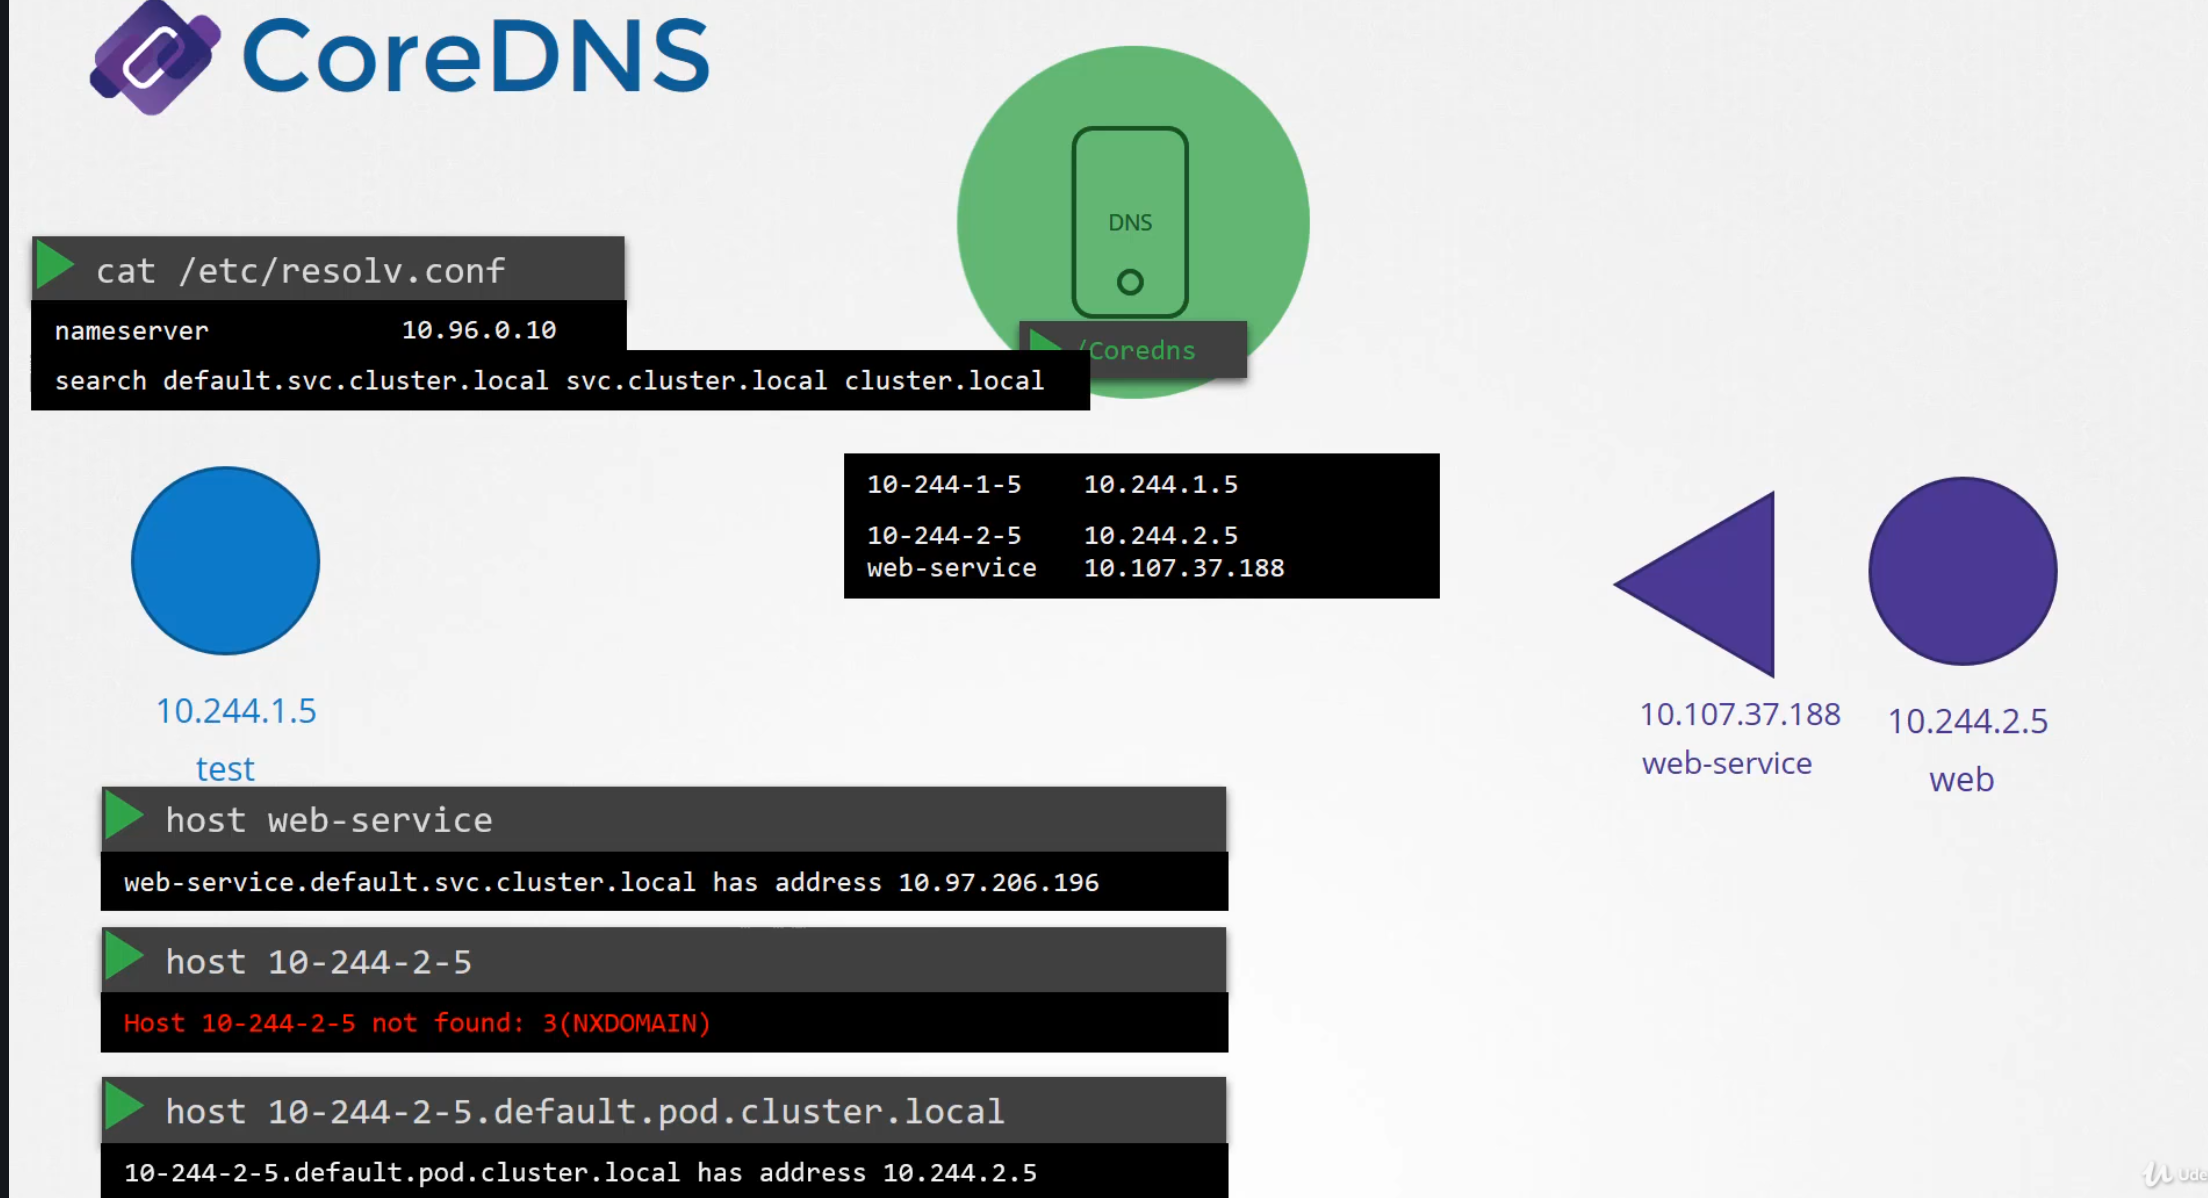 CoreDNS
DNS
cat /etc/resolv.conf
/Coredns
nameserver 10.96.0.10
search default.svc.cluster.local svc.cluster.local cluster.local
10-244-1-5 10.244.1.5
10-244-2-5 10.244.2.5
web-service 10.107.37.188
10.244.1.5
test
10.107.37.188
web-service
10.244.2.5
web
host web-service
web-service.default.svc.cluster.local has address 10.97.206.196
host 10-244-2-5
Host 10-244-2-5 not found: 3(NXDOMAIN)
host 10-244-2-5.default.pod.cluster.local
10-244-2-5.default.pod.cluster.local has address 10.244.2.5